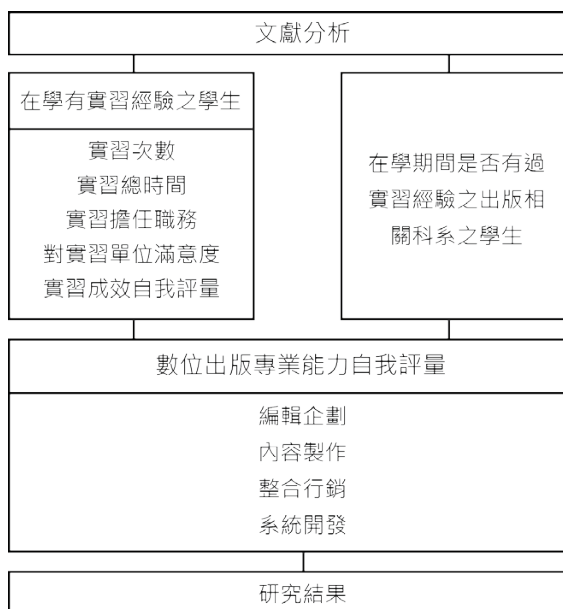 文獻分析
在學有實習經驗之學生
實習次數
實習總時間
實習擔任職務
對實習單位滿意度
實習成效自我評量
在學期間是否有過
實習經驗之出版相
關科系之學生
數位出版專業能力自我評量
編輯企劃
內容製作
整合行銷
系統開發
研究結果